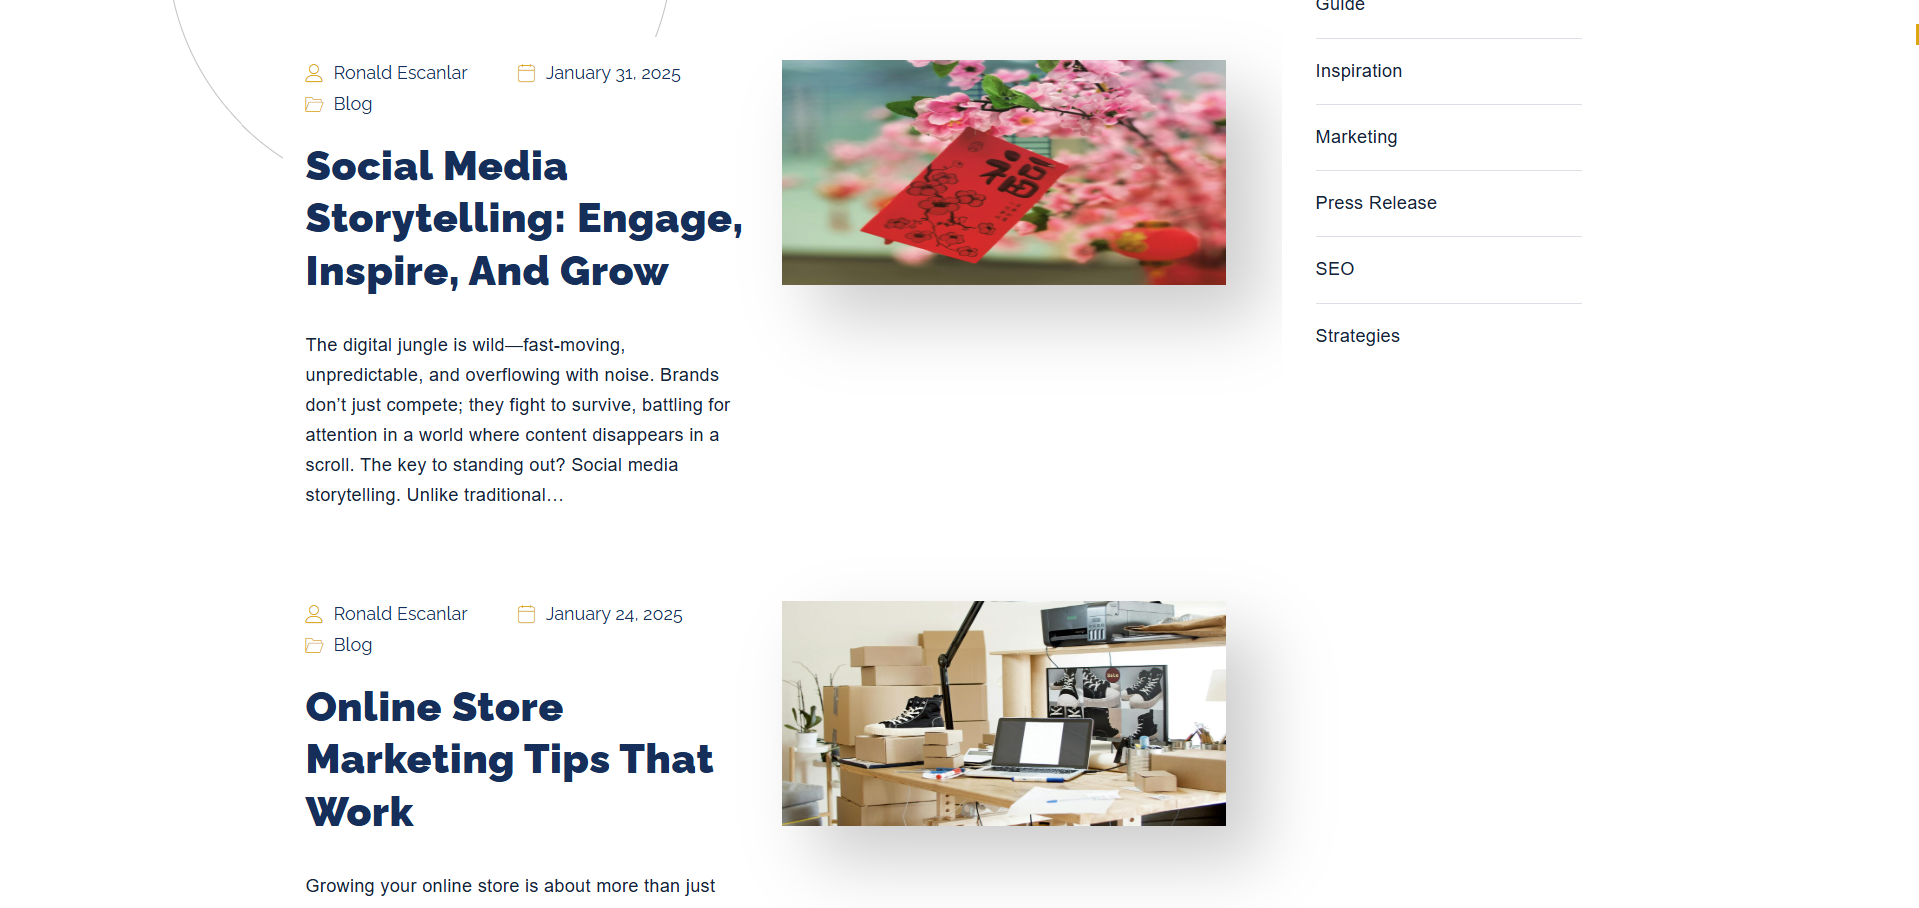 Ronald Escanlar
January 31, 2025
Blog
Social Media
Storytelling: Engage,
Inspire, And Grow
The digital jungle is wild—fast-moving,
unpredictable, and overflowing with noise. Brands
don’t just compete; they fight to survive, battling for
attention in a world where content disappears in a
scroll. The key to standing out? Social media
storytelling. Unlike traditional…
福
Ronald Escanlar
January 24, 2025
Blog
Online Store
Marketing Tips That
Work
Growing your online store is about more than just
Guide
Inspiration
Marketing
Press Release
SEO
Strategies